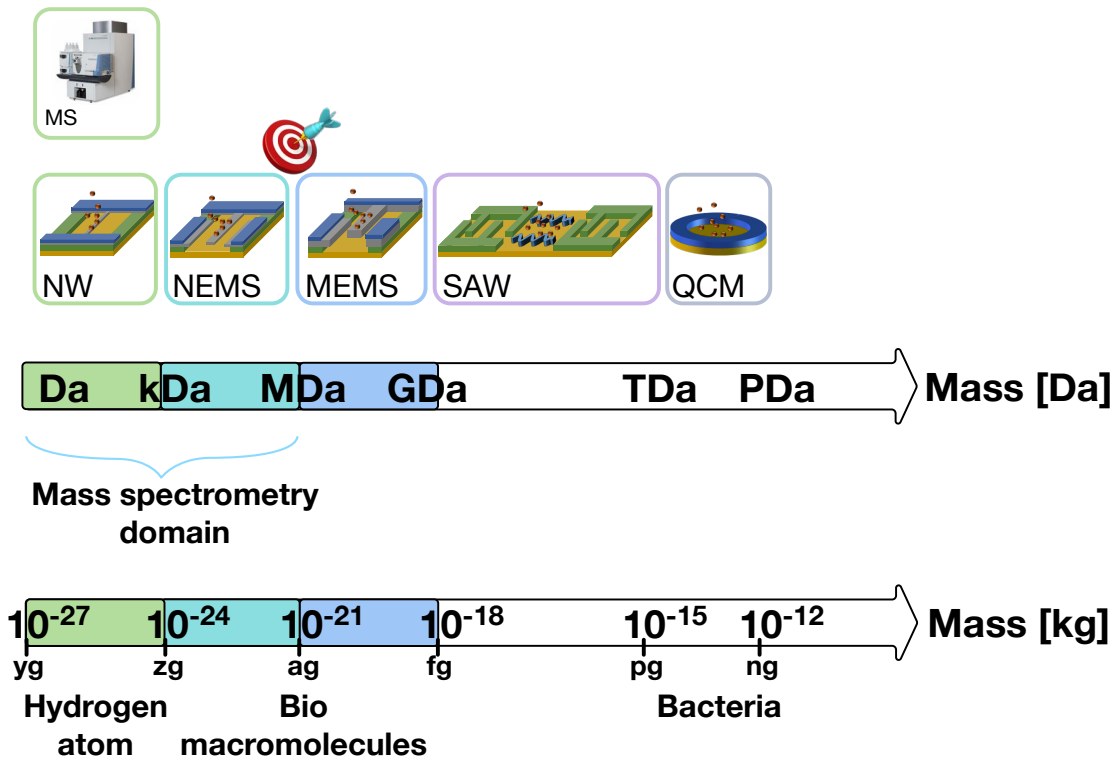 MS
NW
NEMS
MEMS
SAW
QCM
Da kDa MDa GDa TDa PDa Mass [Da]
Mass spectrometry
domain
10⁻²⁷ 10⁻²⁴ 10⁻²¹ 10⁻¹⁸ 10⁻¹⁵ 10⁻¹² Mass [kg]
yg zg ag fg pg ng
Hydrogen
atom
Bio
macromolecules
Bacteria